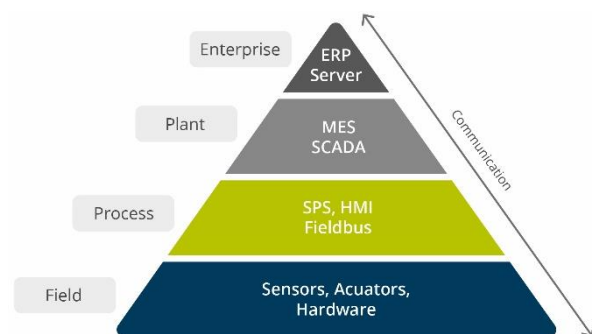 Enterprise
ERP
Server
Plant
MES
SCADA
Communication
Process
SPS, HMI
Fieldbus
Field
Sensors, Acuators,
Hardware